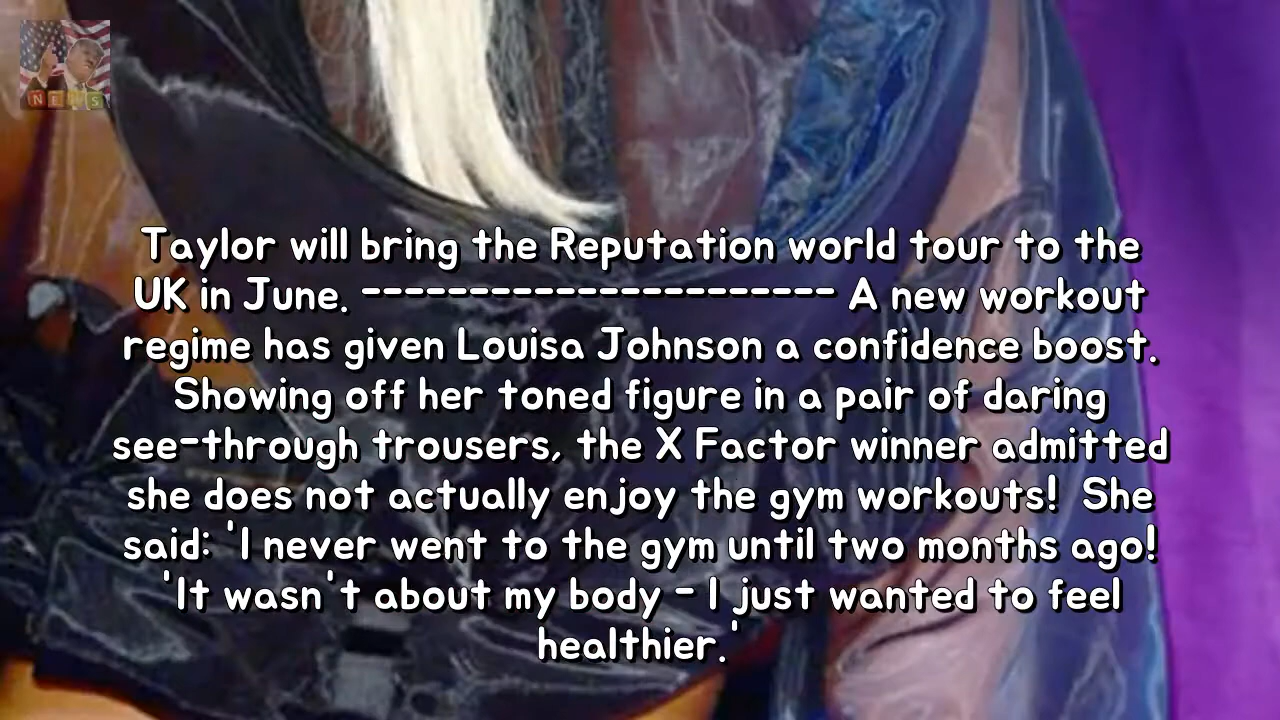 NEWS
Taylor will bring the Reputation world tour to the
UK in June. ---------------------- A new workout
regime has given Louisa Johnson a confidence boost.
Showing off her toned figure in a pair of daring
see-through trousers, the X Factor winner admitted
she does not actually enjoy the gym workouts!  She
said: 'I never went to the gym until two months ago!
'It wasn't about my body - I just wanted to feel
healthier.'